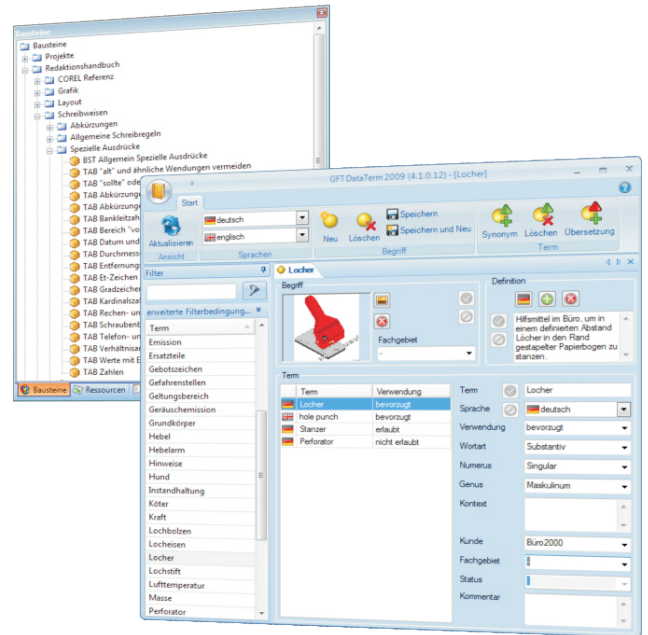 Bausteine
Bausteine
Projekte
Redaktionshandbuch
COREL Referenz
Grafik
Layout
Schreibweisen
Abkürzungen
Allgemeine Schreibregeln
Spezielle Ausdrücke
BST Allgemein Spezielle Ausdrücke
TAB "alt" und ähnliche Wendungen vermeiden
TAB "sollte" ode
TAB Abkürzung
TAB Abkürzung
TAB Bankleitzah
TAB Bereich "vo
TAB Datum und
TAB Durchmess
TAB Entfernung
TAB Et-Zeichen
TAB Gradzeiche
TAB Kardinalza
TAB Rechen- un
TAB Schraubenb
TAB Telefon- un
TAB Verhältnisa
TAB Werte mit E
TAB Zahlen
Bausteine Ressourcen
GFT DataTerm 2009 (4.1.0.12) - [Locher]
Start
Aktualisieren
deutsch
englisch
Neu Löschen
Speichern
Speichern und Neu
Synonym Löschen Übersetzung
Ansicht Sprachen Begriff Term
Filter
erweiterte Filterbedingung...
Term
Emission
Ersatzteile
Gebotszeichen
Gefahrenstellen
Geltungsbereich
Geräuschemission
Grundkörper
Hebel
Hebelarm
Hinweise
Hund
Instandhaltung
Köter
Kraft
Lochbolzen
Locheisen
Locher
Lochstift
Lufttemperatur
Masse
Perforator
Locher
Begriff
Fachgebiet
-
Definition
Hilfsmittel im Büro, um in
einem definierten Abstand
Löcher in den Rand
gestapelter Papierbogen zu
stanzen.
Term
Term Verwendung
Locher bevorzugt
hole punch bevorzugt
Stanzer erlaubt
Perforator nicht erlaubt
Term Locher
Sprache deutsch
Verwendung bevorzugt
Wortart Substantiv
Numerus Singular
Genus Maskulinum
Kontext
Kunde Büro2000
Fachgebiet
Status
Kommentar